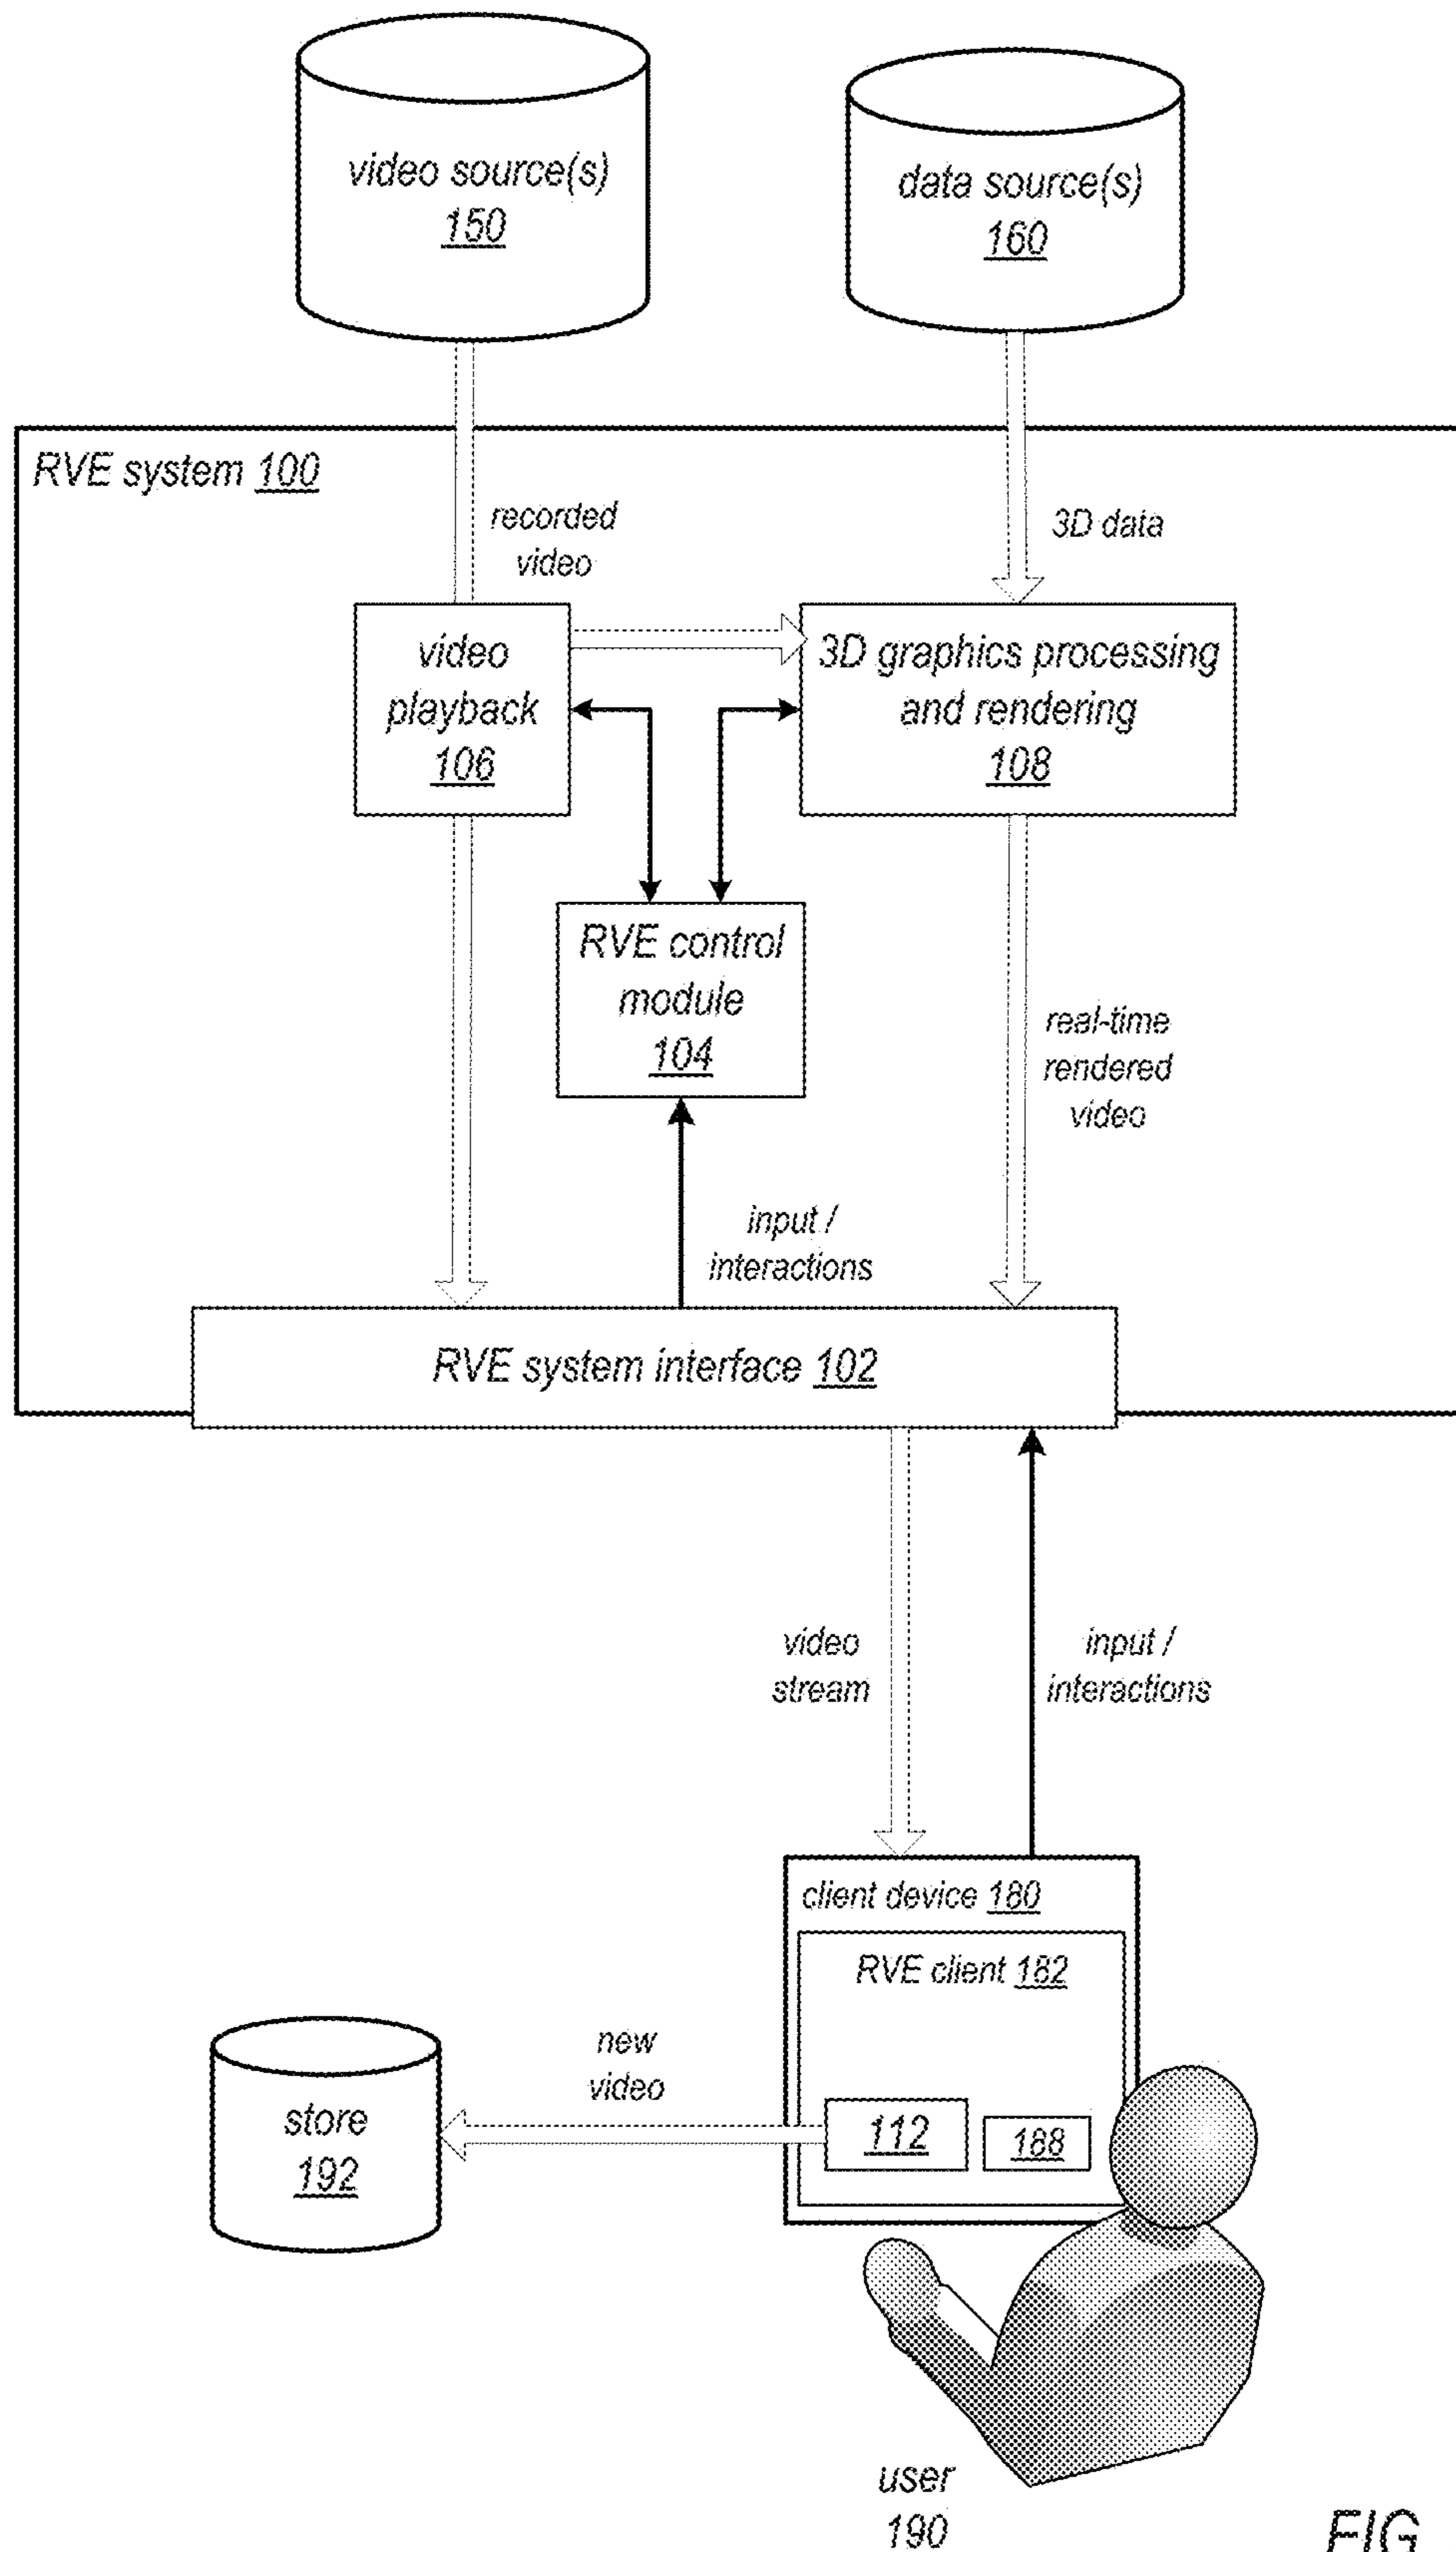 video source(s)
150
data source(s)
160
RVE system 100
recorded
video
3D data
video
playback
106
3D graphics processing
and rendering
108
RVE control
module
104
real-time
rendered
video
input /
interactions
RVE system interface 102
video
stream
input /
interactions
client device 180
RVE client 182
new
video
store
192
112
188
user
190
FIG